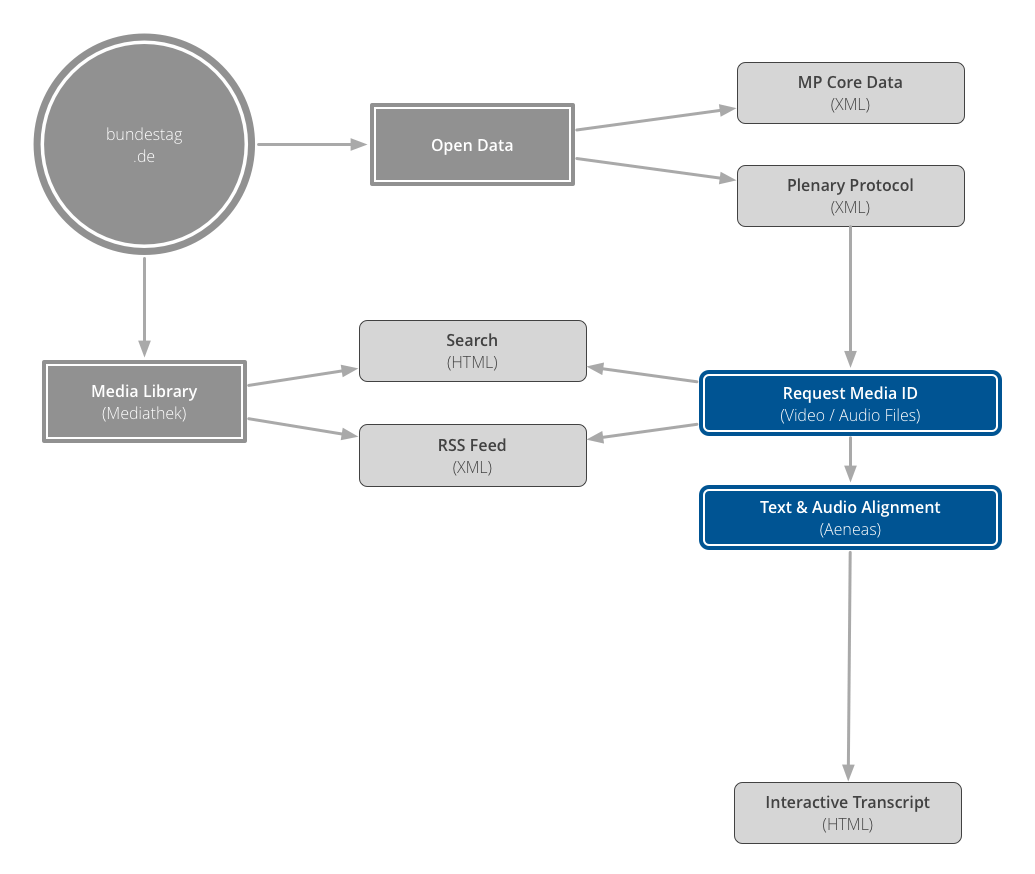 bundestag
.de
Open Data
MP Core Data
(XML)
Plenary Protocol
(XML)
Search
(HTML)
Media Library
(Mediathek)
RSS Feed
(XML)
Request Media ID
(Video / Audio Files)
Text & Audio Alignment
(Aeneas)
Interactive Transcript
(HTML)